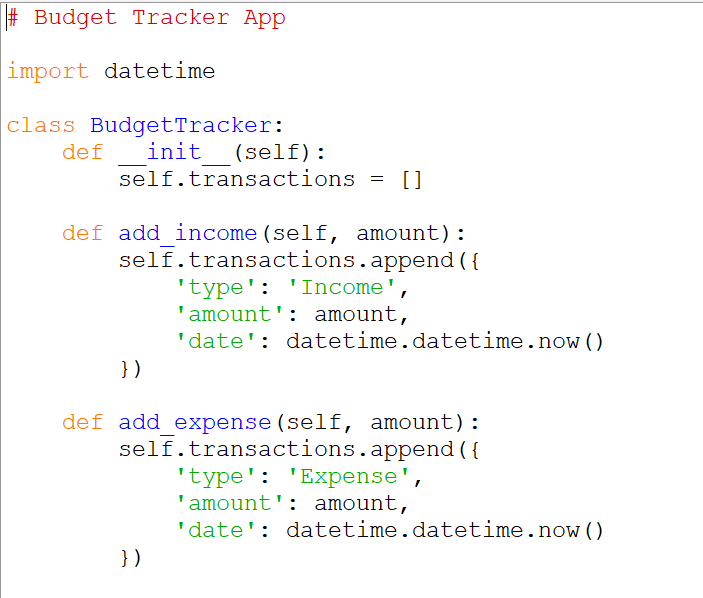 # Budget Tracker App
import datetime
class BudgetTracker:
    def __init__(self):
        self.transactions = []
    def add_income(self, amount):
        self.transactions.append({
            'type': 'Income',
            'amount': amount,
            'date': datetime.datetime.now()
        })
    def add_expense(self, amount):
        self.transactions.append({
            'type': 'Expense',
            'amount': amount,
            'date': datetime.datetime.now()
        })